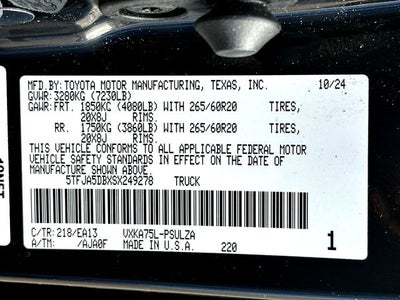 MFD.BY:TOYOTA MOTOR MANUFACTURING, TEXAS, INC. 10/24
GVWR:3280KG (7230LB)
GAWR:FRT. 1850KG (4080LB) WITH 265/60R20 TIRES,
20X8J RIMS.
RR. 1750KG (3860LB) WITH 265/60R20 TIRES,
20X8J RIMS.
THIS VEHICLE CONFORMS TO ALL APPLICABLE FEDERAL MOTOR
VEHICLE SAFETY STANDARDS IN EFFECT ON THE DATE OF
MANUFACTURE SHOWN ABOVE.
5TFJA5DBXSX249278 TRUCK
C/TR:218/EA13 VXKA75L-PSULZA
A/TM: /AJA0F MADE IN U.S.A. 220 1